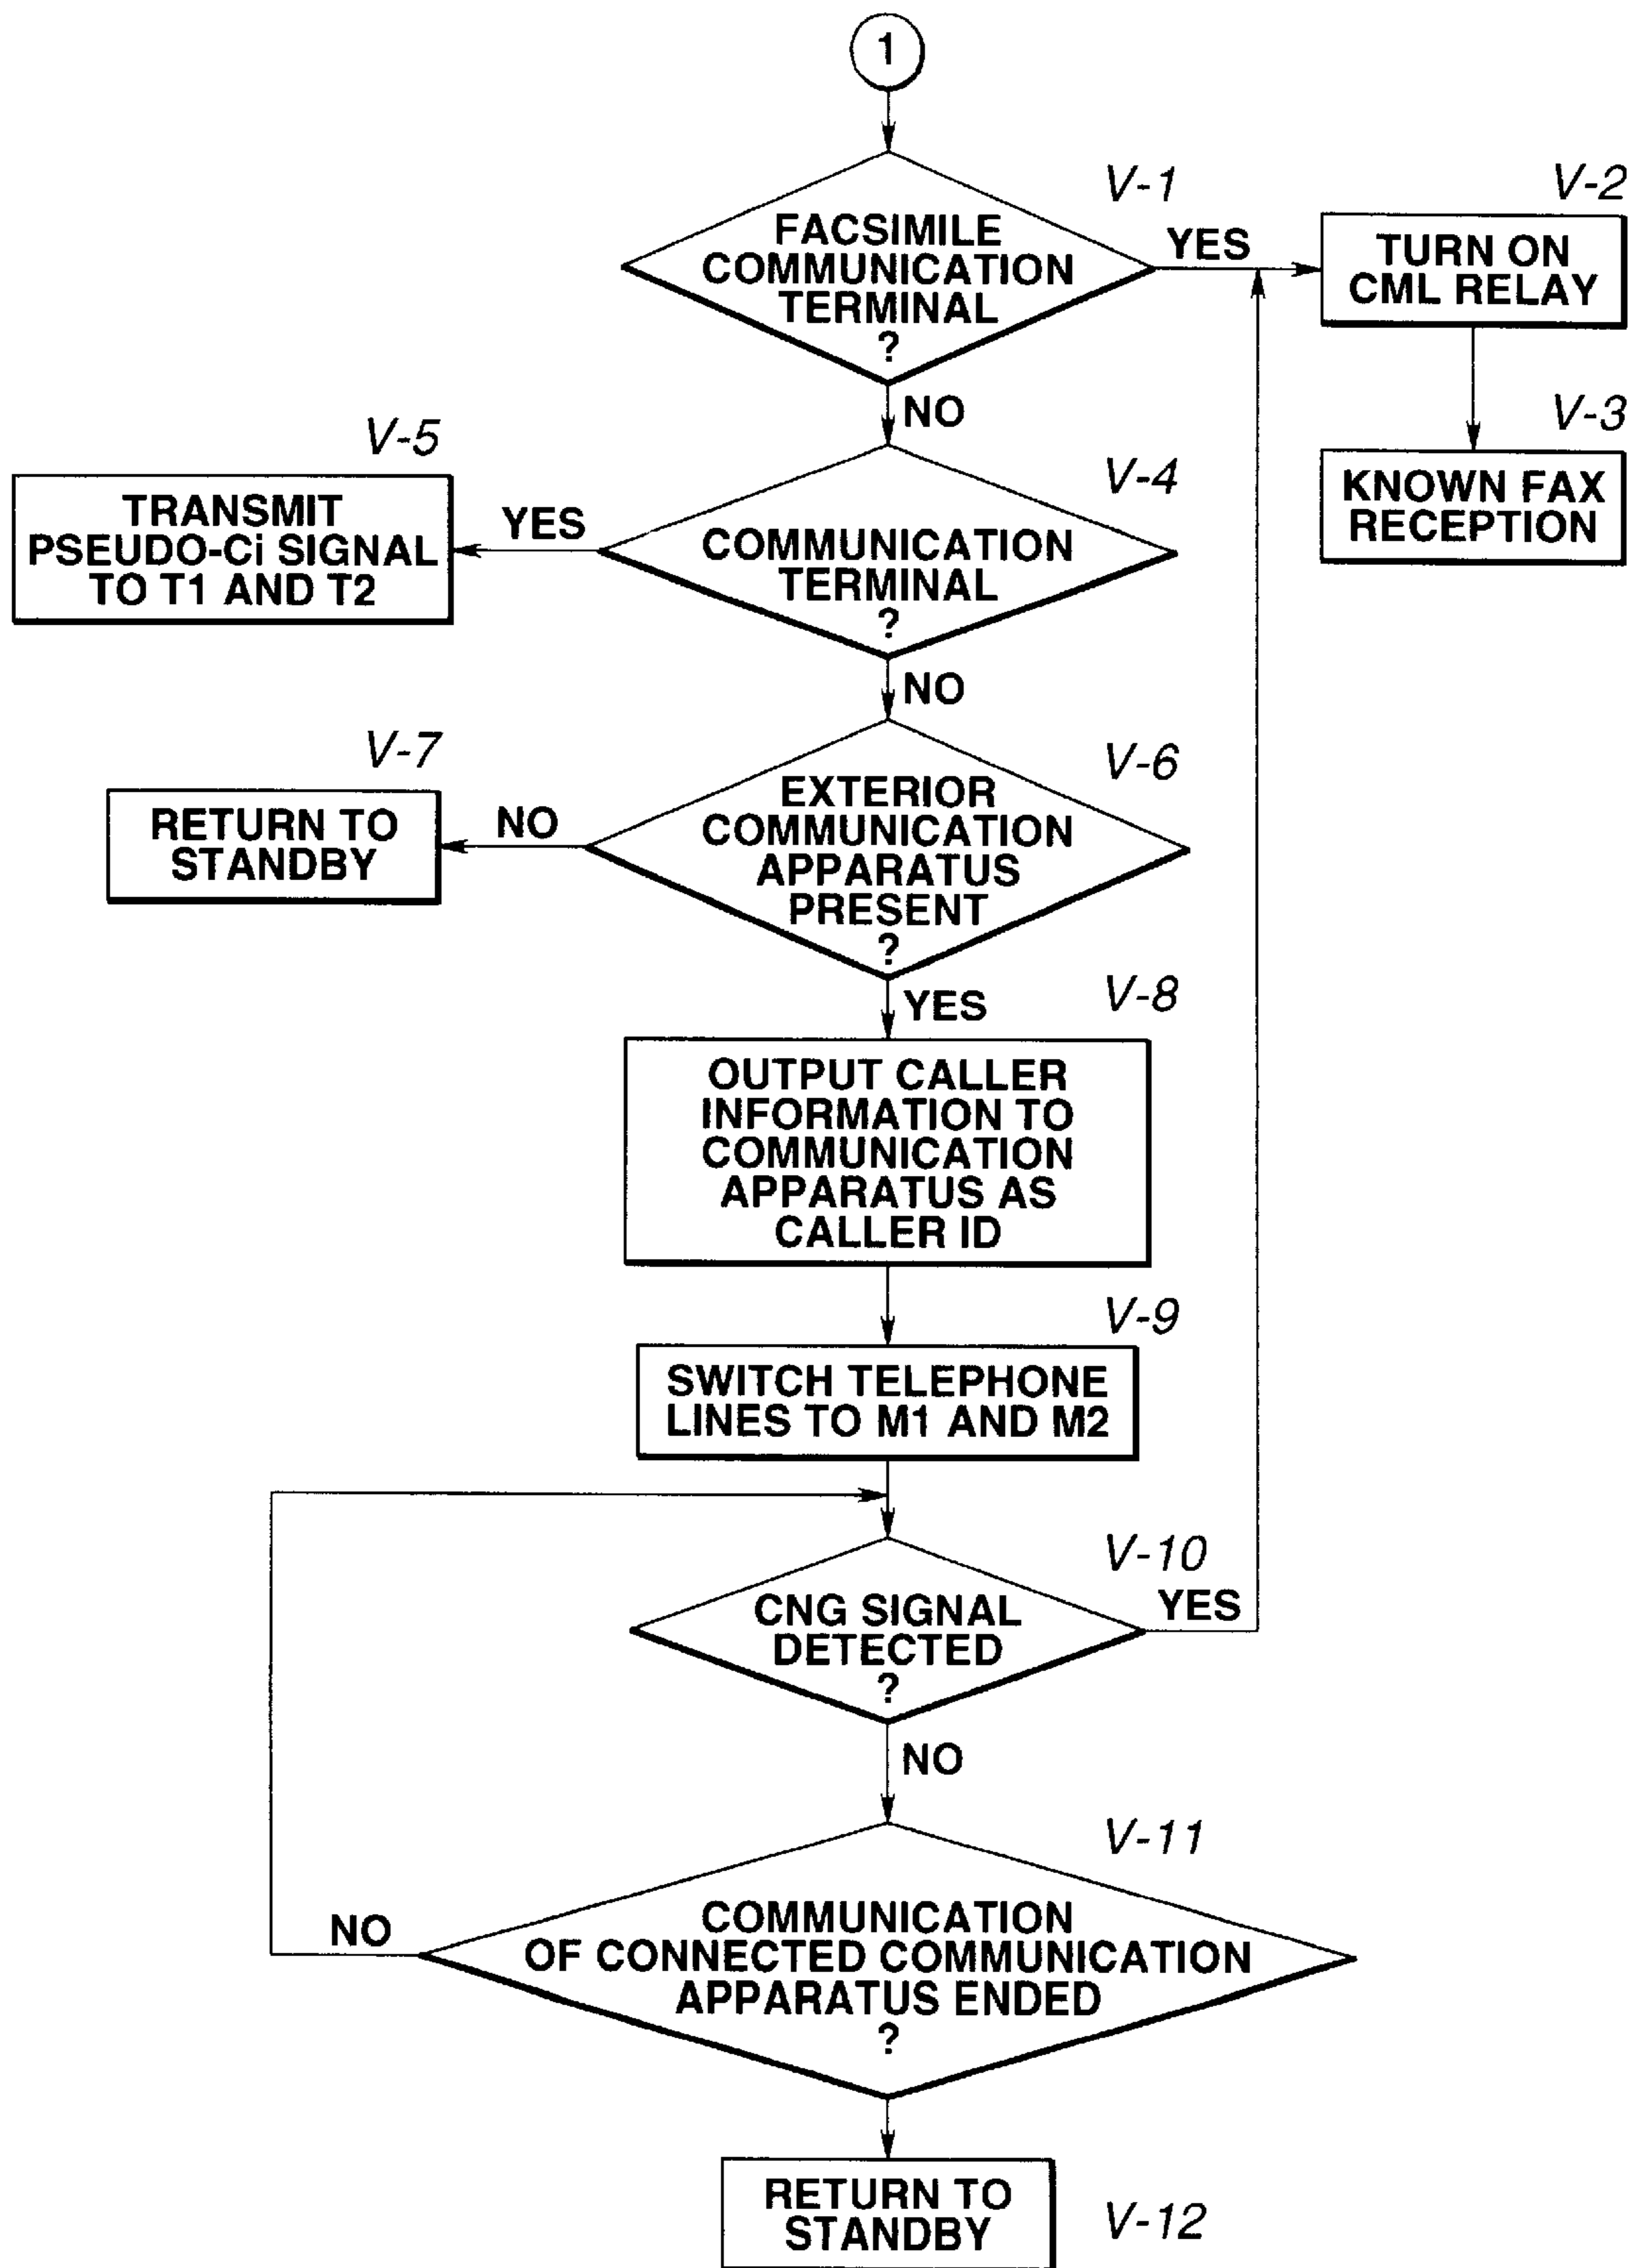 1
V-1
FACSIMILE
COMMUNICATION
TERMINAL
?
YES
V-2
TURN ON
CML RELAY
NO
V-3
KNOWN FAX
RECEPTION
V-5
TRANSMIT
PSEUDO-Ci SIGNAL
TO T1 AND T2
YES
V-4
COMMUNICATION
TERMINAL
?
NO
V-7
RETURN TO
STANDBY
NO
V-6
EXTERIOR
COMMUNICATION
APPARATUS
PRESENT
?
YES
V-8
OUTPUT CALLER
INFORMATION TO
COMMUNICATION
APPARATUS AS
CALLER ID
V-9
SWITCH TELEPHONE
LINES TO M1 AND M2
V-10
CNG SIGNAL
DETECTED
?
YES
NO
V-11
COMMUNICATION
OF CONNECTED COMMUNICATION
APPARATUS ENDED
?
NO
RETURN TO
STANDBY
V-12